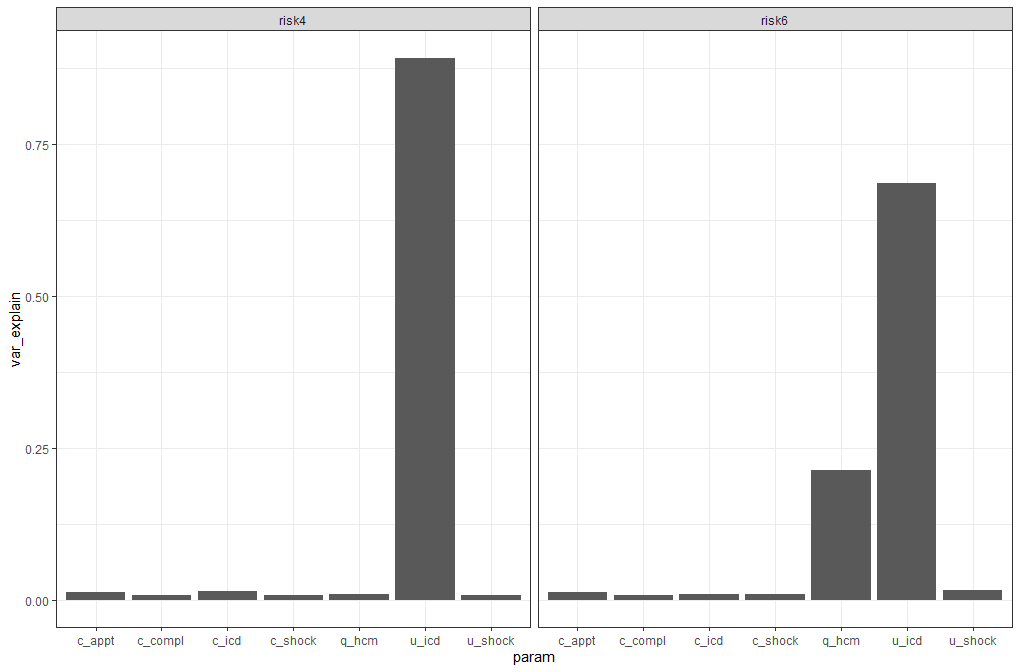 risk4
risk6
var_explain
0.75
0.50
0.25
0.00
c_appt c_compl c_icd c_shock q_hcm u_icd u_shock
c_appt c_compl c_icd c_shock q_hcm u_icd u_shock
param